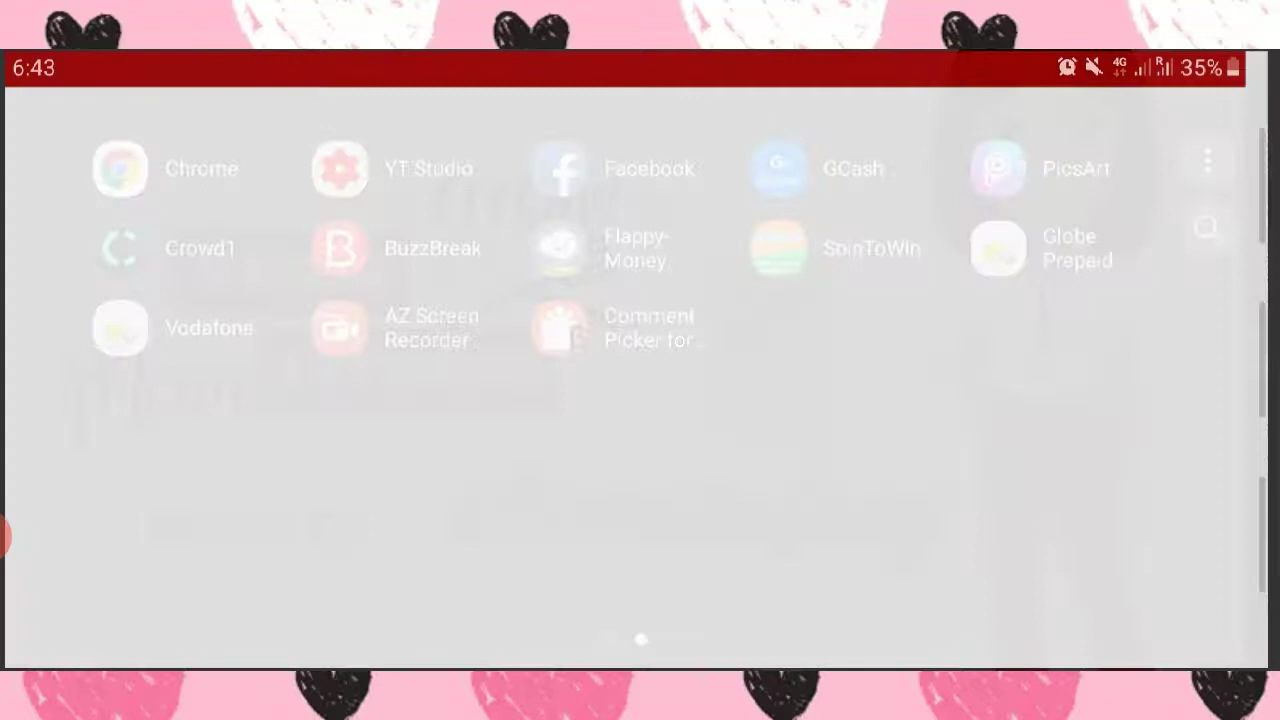 6:43
4G R 35%
Chrome
YT Studio
Facebook
GCash
PicsArt
Crowd1
BuzzBreak
Flappy-
Money
SpinToWin
Globe
Prepaid
Vodafone
AZ Screen
Recorder
Comment
Picker for...